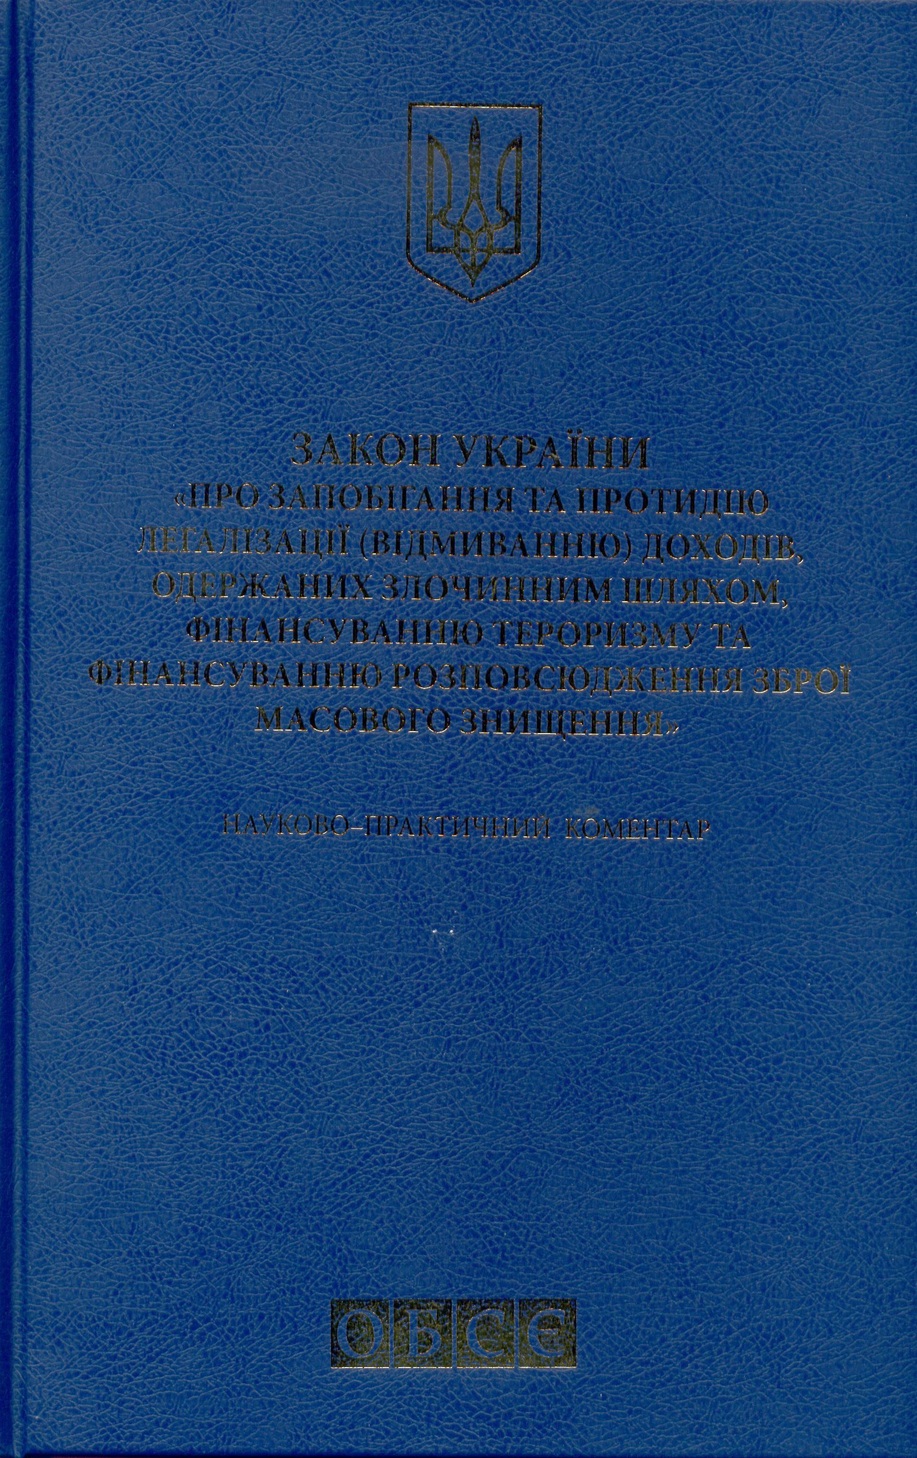 ЗАКОН УКРАЇНИ
«ПРО ЗАПОБІГАННЯ ТА ПРОТИДІЮ
ЛЕГАЛІЗАЦІЇ (ВІДМИВАННЮ) ДОХОДІВ,
ОДЕРЖАНИХ ЗЛОЧИННИМ ШЛЯХОМ,
ФІНАНСУВАННЮ ТЕРОРИЗМУ ТА
ФІНАНСУВАННЮ РОЗПОВСЮДЖЕННЯ ЗБРОЇ
МАСОВОГО ЗНИЩЕННЯ»
НАУКОВО–ПРАКТИЧНИЙ КОМЕНТАР
ОБСЄ